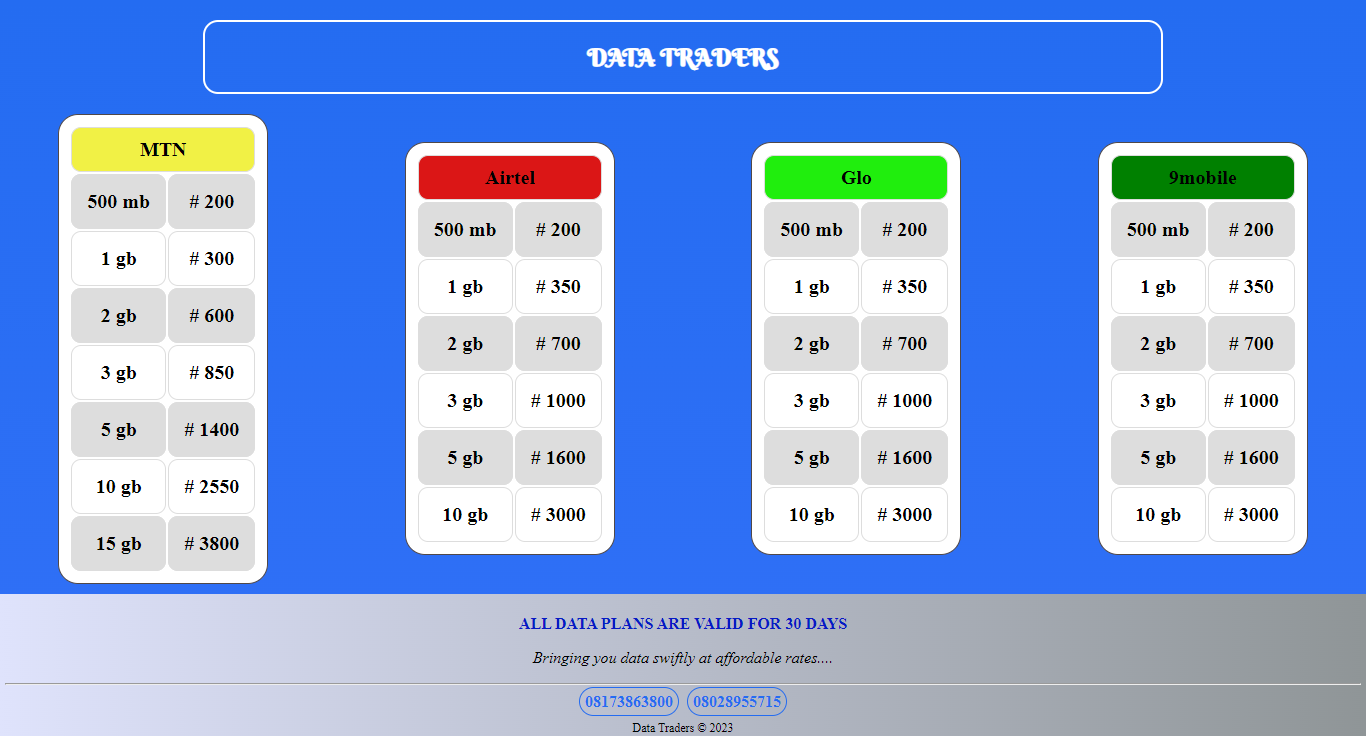 DATA TRADERS
MTN
500 mb # 200
1 gb # 300
2 gb # 600
3 gb # 850
5 gb # 1400
10 gb # 2550
15 gb # 3800
Airtel
500 mb # 200
1 gb # 350
2 gb # 700
3 gb # 1000
5 gb # 1600
10 gb # 3000
Glo
500 mb # 200
1 gb # 350
2 gb # 700
3 gb # 1000
5 gb # 1600
10 gb # 3000
9mobile
500 mb # 200
1 gb # 350
2 gb # 700
3 gb # 1000
5 gb # 1600
10 gb # 3000
ALL DATA PLANS ARE VALID FOR 30 DAYS
Bringing you data swiftly at affordable rates....
08173863800 08028955715
Data Traders © 2023